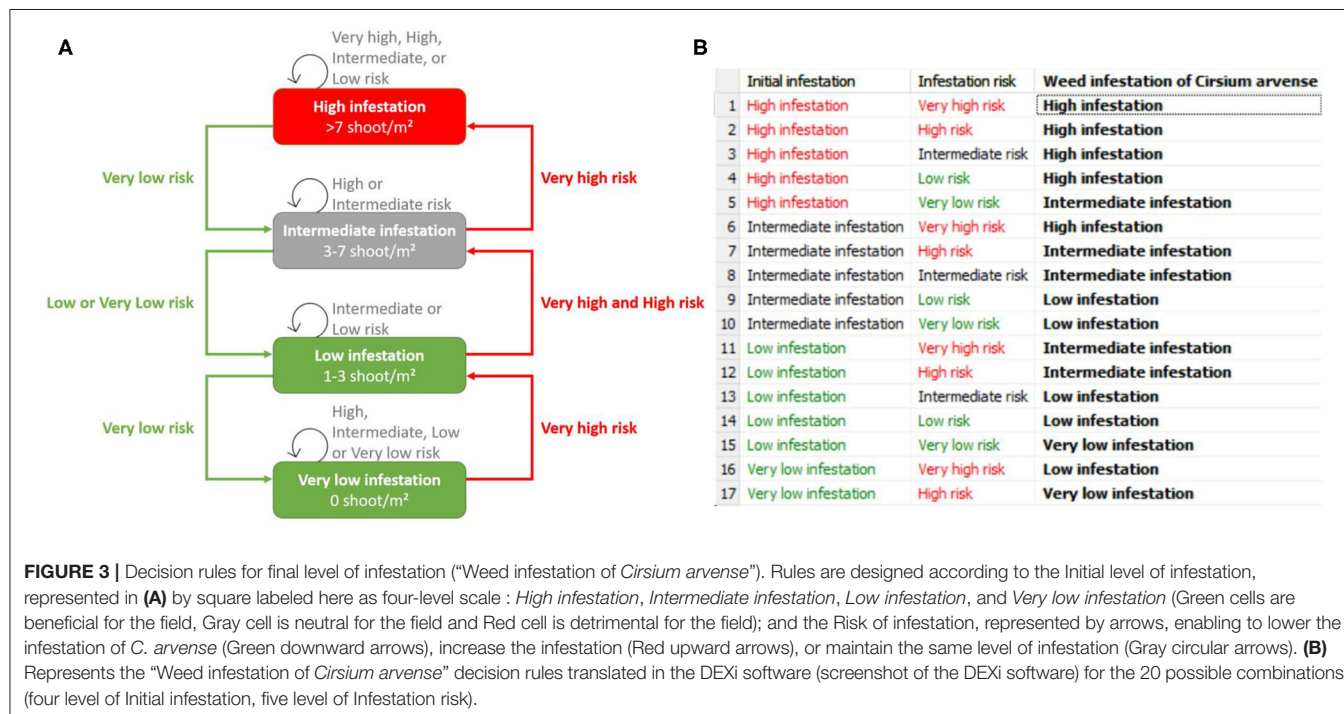 A
Very high, High,
Intermediate, or
Low risk
High infestation
>7 shoot/m²
Very low risk
Very high risk
High or
Intermediate risk
Intermediate infestation
3-7 shoot/m²
Low or Very Low risk
Very high and High risk
Intermediate or
Low risk
Low infestation
1-3 shoot/m²
Very low risk
Very high risk
High,
Intermediate, Low
or Very low risk
Very low infestation
0 shoot/m²
B
Initial infestation Infestation risk Weed infestation of Cirsium arvense
1 High infestation Very high risk High infestation
2 High infestation High risk High infestation
3 High infestation Intermediate risk High infestation
4 High infestation Low risk High infestation
5 High infestation Very low risk Intermediate infestation
6 Intermediate infestation Very high risk High infestation
7 Intermediate infestation High risk Intermediate infestation
8 Intermediate infestation Intermediate risk Intermediate infestation
9 Intermediate infestation Low risk Low infestation
10 Intermediate infestation Very low risk Low infestation
11 Low infestation Very high risk Intermediate infestation
12 Low infestation High risk Intermediate infestation
13 Low infestation Intermediate risk Low infestation
14 Low infestation Low risk Low infestation
15 Low infestation Very low risk Very low infestation
16 Very low infestation Very high risk Low infestation
17 Very low infestation High risk Very low infestation
FIGURE 3 | Decision rules for final level of infestation (“Weed infestation of Cirsium arvense”). Rules are designed according to the Initial level of infestation,
represented in (A) by square labeled here as four-level scale : High infestation, Intermediate infestation, Low infestation, and Very low infestation (Green cells are
beneficial for the field, Gray cell is neutral for the field and Red cell is detrimental for the field); and the Risk of infestation, represented by arrows, enabling to lower the
infestation of C. arvense (Green downward arrows), increase the infestation (Red upward arrows), or maintain the same level of infestation (Gray circular arrows). (B)
Represents the “Weed infestation of Cirsium arvense” decision rules translated in the DEXi software (screenshot of the DEXi software) for the 20 possible combinations
(four level of Initial infestation, five level of Infestation risk).